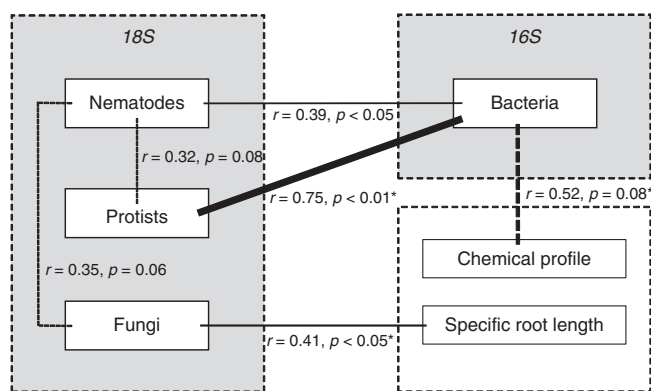 18S
16S
Nematodes
Bacteria
r = 0.39, p < 0.05
r = 0.32, p = 0.08
r = 0.75, p < 0.01*
r = 0.52, p = 0.08*
Protists
Chemical profile
r = 0.35, p = 0.06
Fungi
Specific root length
r = 0.41, p < 0.05*